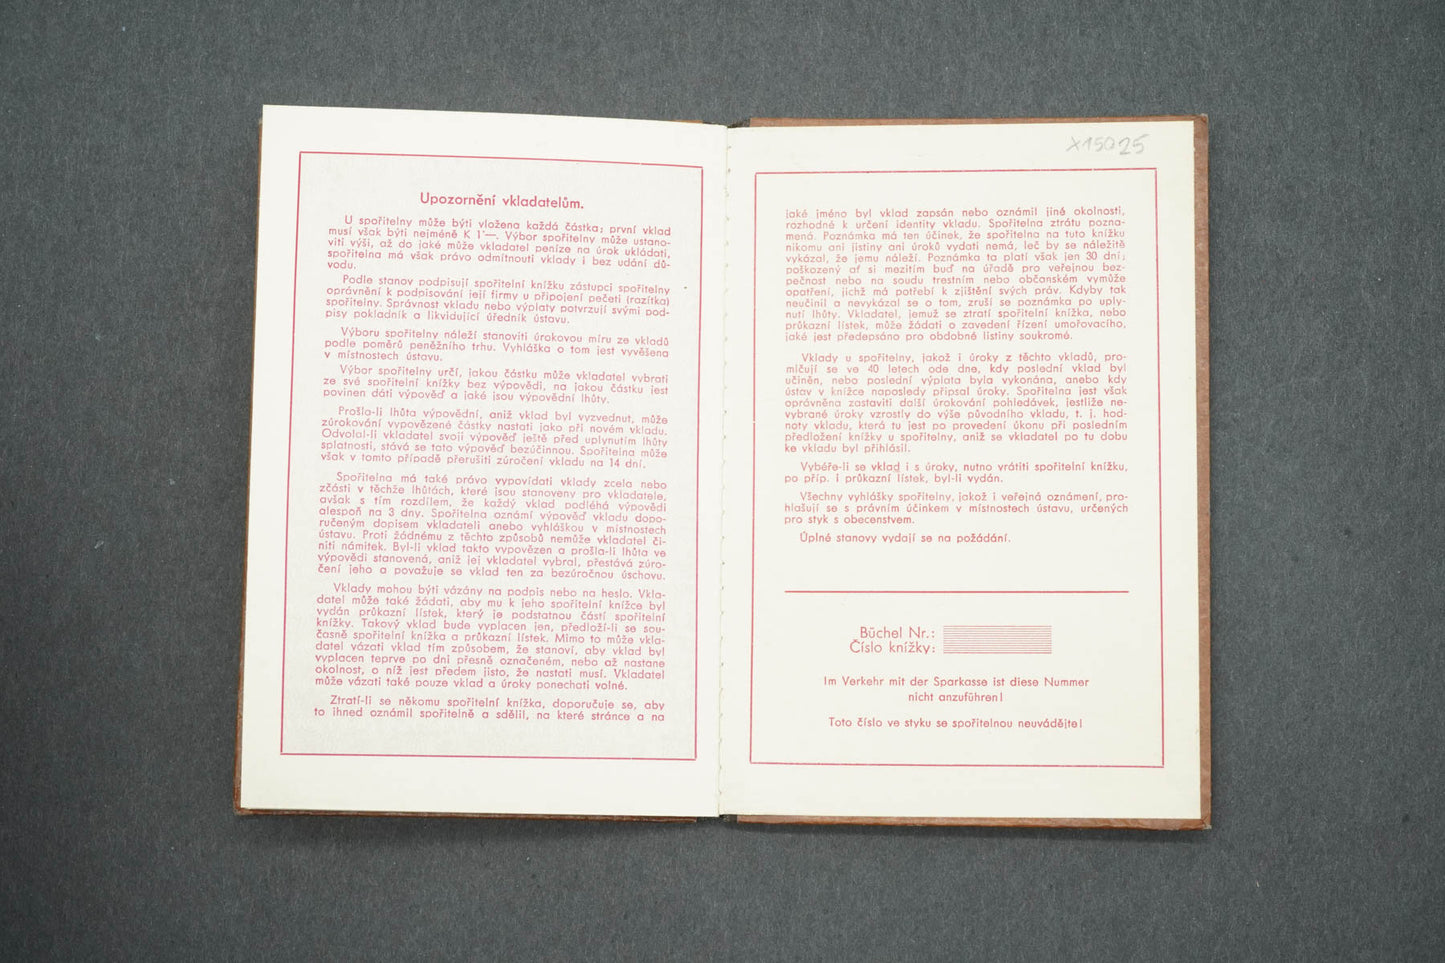 Upozornění vkladatelům.
U spořitelny může býti vložena každá částka; první vklad
musí však býti nejméně K 1·—. Výbor spořitelny může ustano-
viti výši, až do jaké může vkladatel peníze na úrok ukládati,
spořitelna má však právo odmítnouti vklady i bez udání dů-
vodu.
Podle stanov podpisují spořitelní knížku zástupci spořitelny
oprávnění k podpisování její firmy u připojení pečeti (razítka)
spořitelny. Správnost vkladu nebo výplaty potvrzují svými pod-
pisy pokladník a likvidující úředník ústavu.
Výboru spořitelny náleží stanoviti úrokovou míru ze vkladů
podle poměrů peněžního trhu. Vyhláška o tom jest vyvěšena
v místnostech ústavu.
Výbor spořitelny určí, jakou částku může vkladatel vybrati
ze své spořitelní knížky bez výpovědi, na jakou částku jest
povinen dáti výpověď a jaké jsou výpovědní lhůty.
Prošla-li lhůta výpovědní, aniž vklad byl vyzvednut, může
zúrokování vypovězené částky nastati jako při novém vkladu.
Odvolal-li vkladatel svoji výpověď ještě před uplynutím lhůty
splatnosti, stává se tato výpověď bezúčinnou. Spořitelna může
však v tomto případě přerušiti zúročení vkladu na 14 dní.
Spořitelna má také právo vypovídati vklady zcela nebo
zčásti v těchže lhůtách, které jsou stanoveny pro vkladatele,
avšak s tím rozdílem, že každý vklad podléhá výpovědi
alespoň na 3 dny. Spořitelna oznámí výpověď vkladu dopo-
ručeným dopisem vkladateli anebo vyhláškou v místnostech
ústavu. Proti žádnému z těchto způsobů nemůže vkladatel či-
niti námitek. Byl-li vklad takto vypovězen a prošla-li lhůta ve
výpovědi stanovená, aniž jej vkladatel vybral, přestává zúro-
čení jeho a považuje se vklad ten za bezúročnou úschovu.
Vklady mohou býti vázány na podpis nebo na heslo. Vkla-
datel může také žádati, aby mu k jeho spořitelní knížce byl
vydán průkazní lístek, který je podstatnou částí spořitelní
knížky. Takový vklad bude vyplacen jen, předloží-li se sou-
časně spořitelní knížka a průkazní lístek. Mimo to může vkla-
datel vázati vklad tím způsobem, že stanoví, aby vklad byl
vyplacen teprve po dni přesně označeném, nebo až nastane
okolnost, o níž jest předem jisto, že nastati musí. Vkladatel
může vázati také pouze vklad a úroky ponechati volné.
Ztratí-li se někomu spořitelní knížka, doporučuje se, aby
to ihned oznámil spořitelně a sdělil, na které stránce a na
X15025
jaké jméno byl vklad zapsán nebo oznámil jiné okolnosti,
rozhodné k určení identity vkladu. Spořitelna ztrátu pozna-
mená. Poznámka má ten účinek, že spořitelna na tuto knížku
nikomu ani jistiny ani úroků vydati nemá, leč by se náležitě
vykázal, že jemu náleží. Poznámka ta platí však jen 30 dní;
poškozený ať si mezitím buď na úřadě pro veřejnou bez-
pečnost nebo na soudu trestním nebo občanském vymůže
opatření, jichž má potřebí k zjištění svých práv. Kdyby tak
neučinil a nevykázal se o tom, zruší se poznámka po uply-
nutí lhůty. Vkladatel, jemuž se ztratí spořitelní knížka, nebo
průkazní lístek, může žádati o zavedení řízení umořovacího,
jaké jest předepsáno pro obdobné listiny soukromé.
Vklady u spořitelny, jakož i úroky z těchto vkladů, pro-
mlčují se ve 40 letech ode dne, kdy poslední vklad byl
učiněn, nebo poslední výplata byla vykonána, anebo kdy
ústav v knížce naposledy připsal úroky. Spořitelna jest však
oprávněna zastaviti další úrokování pohledávek, jestliže ne-
vybrané úroky vzrostly do výše původního vkladu, t. j. hod-
noty vkladu, která tu jest po provedení úkonu při posledním
předložení knížky u spořitelny, aniž se vkladatel po tu dobu
ke vkladu byl přihlásil.
Vybéře-li se vklad i s úroky, nutno vrátiti spořitelní knížku,
po příp. i průkazní lístek, byl-li vydán.
Všechny vyhlášky spořitelny, jakož i veřejná oznámení, pro-
hlašují se s právním účinkem v místnostech ústavu, určených
pro styk s obecenstvem.
Úplné stanovy vydají se na požádání.
Büchel Nr.:
Číslo knížky:
Im Verkehr mit der Sparkasse ist diese Nummer
nicht anzuführen!
Toto číslo ve styku se spořitelnou neuvádějte!